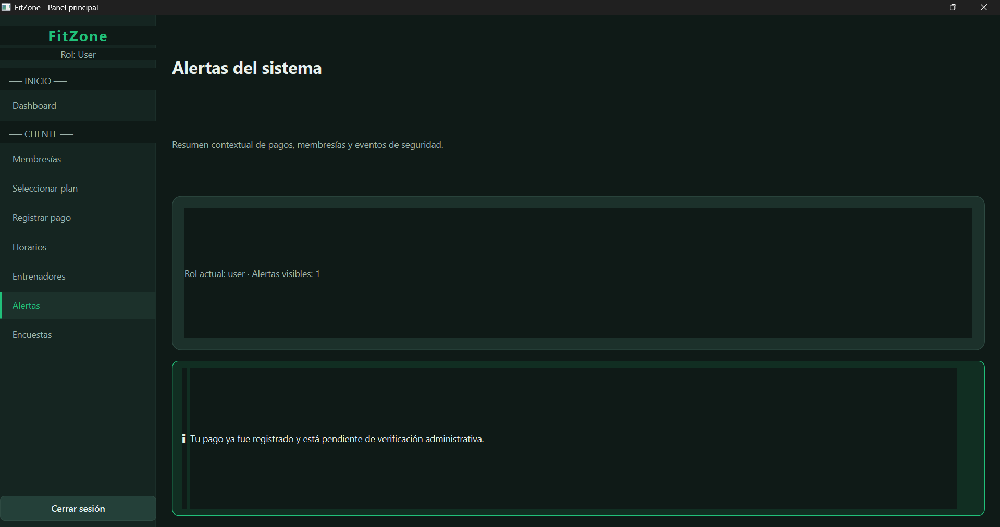 FitZone - Panel principal
FitZone
Rol: User
— INICIO —
Dashboard
— CLIENTE —
Membresías
Seleccionar plan
Registrar pago
Horarios
Entrenadores
Alertas
Encuestas
Cerrar sesión
Alertas del sistema
Resumen contextual de pagos, membresías y eventos de seguridad.
Rol actual: user · Alertas visibles: 1
i Tu pago ya fue registrado y está pendiente de verificación administrativa.